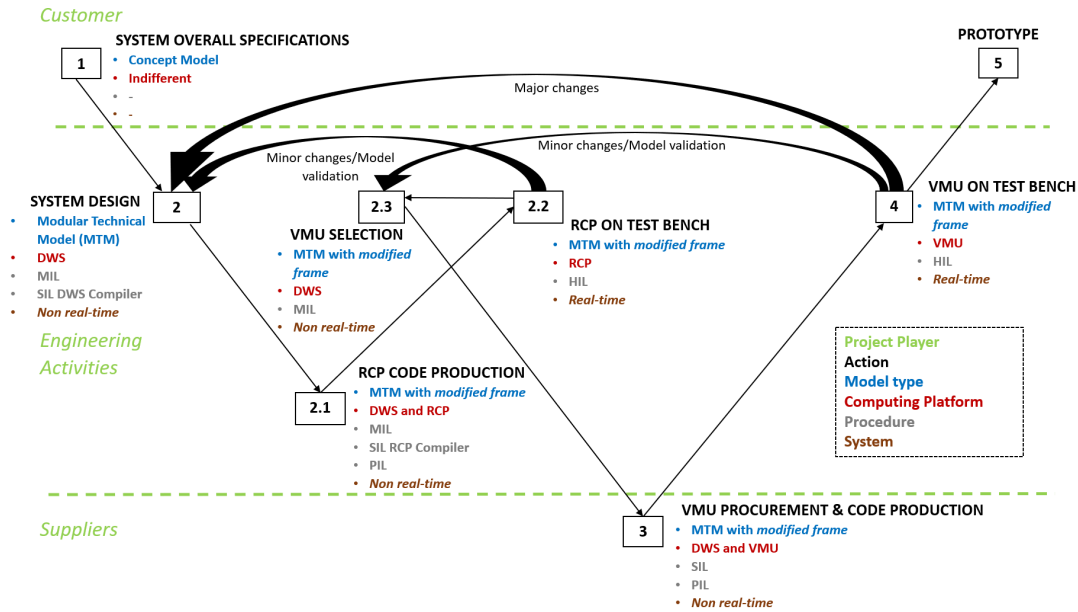 Customer
1
SYSTEM OVERALL SPECIFICATIONS
• Concept Model
• Indifferent
• -
• -
PROTOTYPE
5
Major changes
Minor changes/Model
validation
Minor changes/Model validation
SYSTEM DESIGN
2
• Modular Technical
Model (MTM)
• DWS
• MIL
• SIL DWS Compiler
• Non real-time
2.3
VMU SELECTION
• MTM with modified
frame
• DWS
• MIL
• Non real-time
2.2
RCP ON TEST BENCH
• MTM with modified frame
• RCP
• HIL
• Real-time
4
VMU ON TEST BENCH
• MTM with modified
frame
• VMU
• HIL
• Real-time
Engineering
Activities
RCP CODE PRODUCTION
2.1
• MTM with modified frame
• DWS and RCP
• MIL
• SIL RCP Compiler
• PIL
• Non real-time
Project Player
Action
Model type
Computing Platform
Procedure
System
Suppliers
3
VMU PROCUREMENT & CODE PRODUCTION
• MTM with modified frame
• DWS and VMU
• SIL
• PIL
• Non real-time